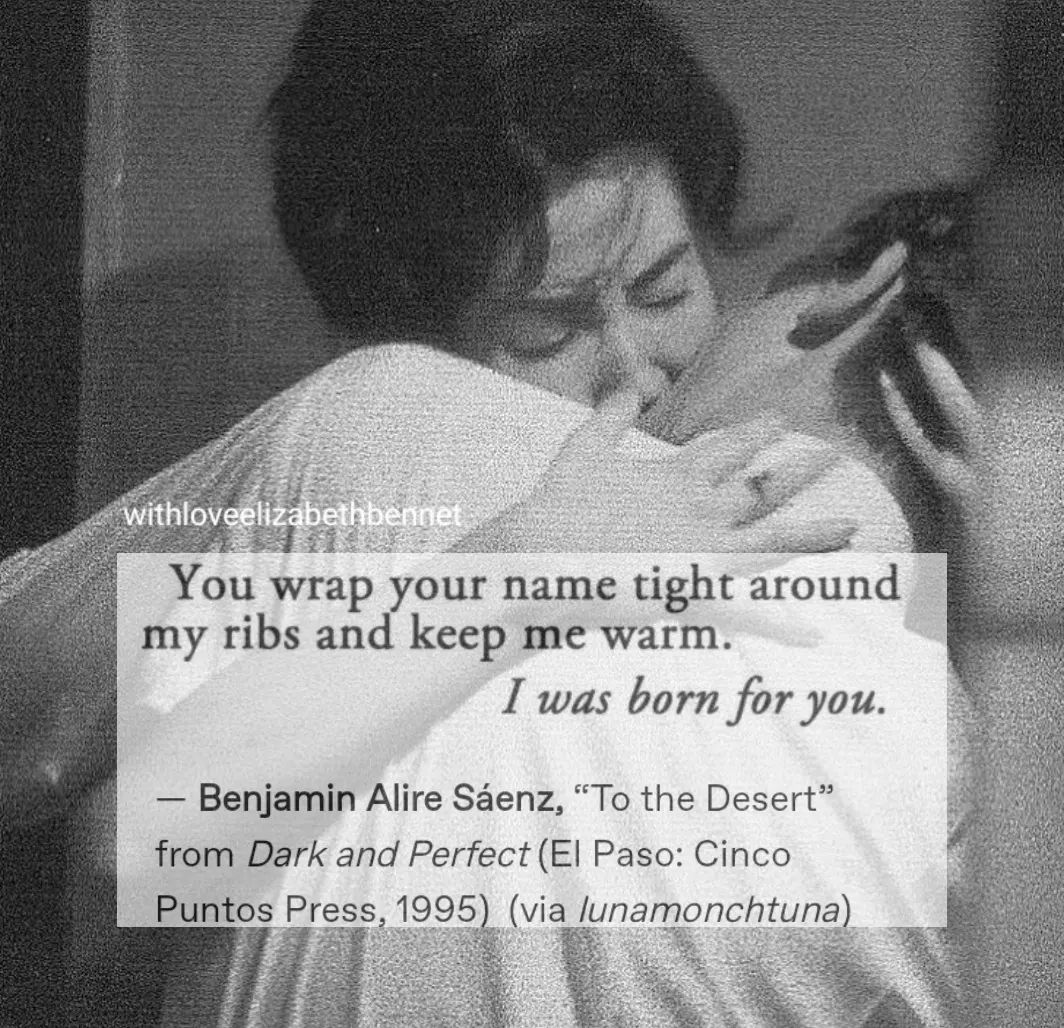 withloveelizabethbennet
You wrap your name tight around
my ribs and keep me warm.
I was born for you.
— Benjamin Alire Sáenz, “To the Desert”
from Dark and Perfect (El Paso: Cinco
Puntos Press, 1995) (via lunamonchtuna)